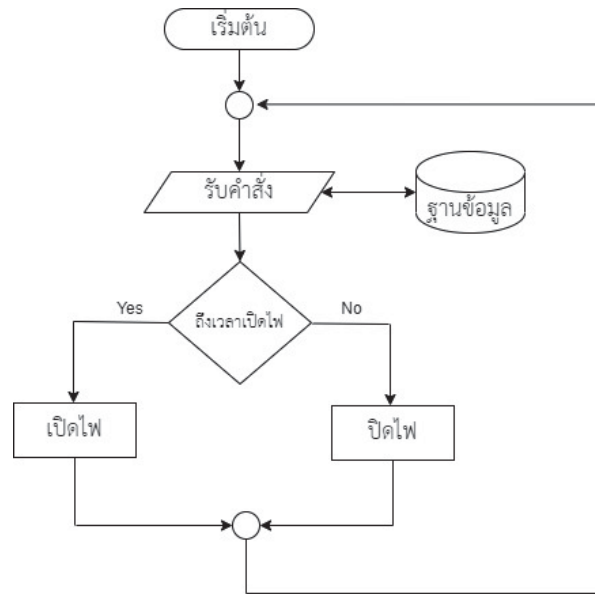 เริ่มต้น
รับคำสั่ง
ฐานข้อมูล
ถึงเวลาเปิดไฟ
Yes
No
เปิดไฟ
ปิดไฟ